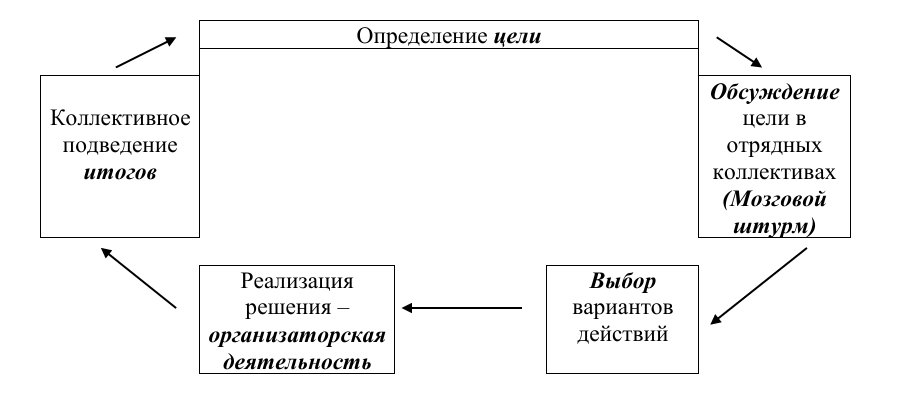 Определение цели
Обсуждение
цели в
отрядных
коллективах
(Мозговой
штурм)
Выбор
вариантов
действий
Реализация
решения –
организаторская
деятельность
Коллективное
подведение
итогов